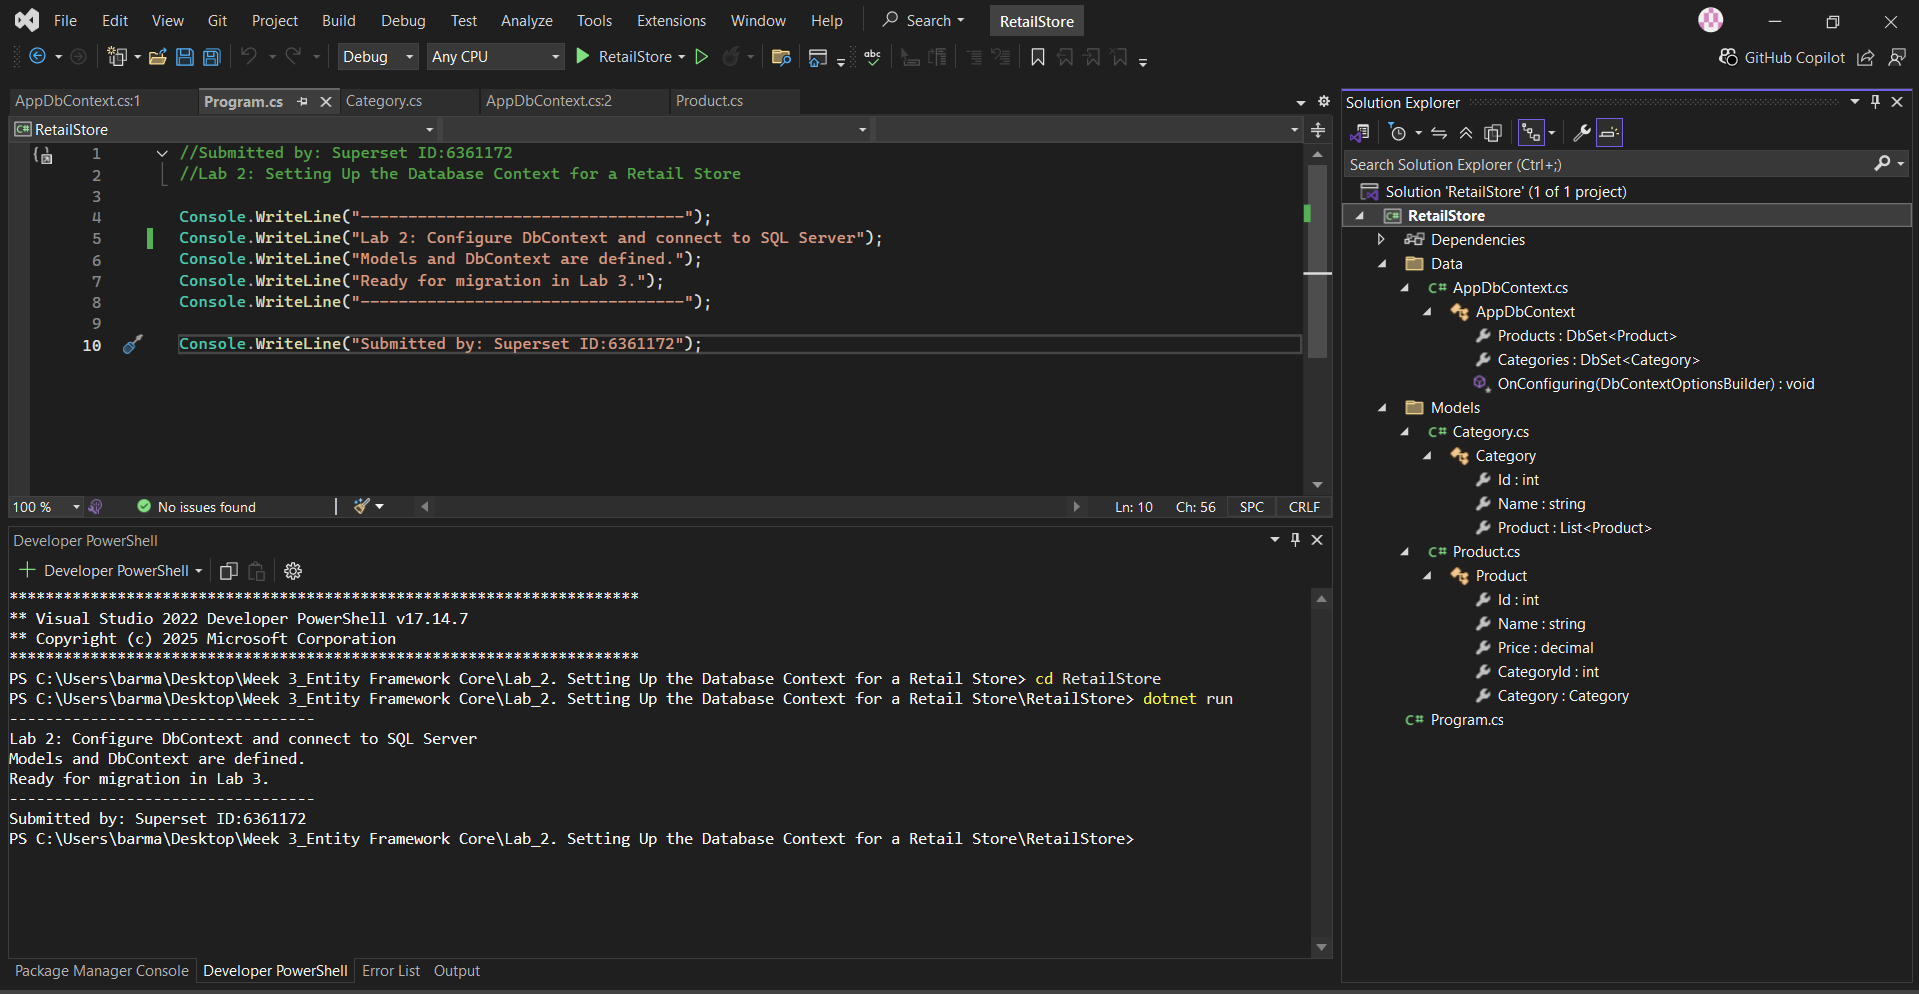 File Edit View Git Project Build Debug Test Analyze Tools Extensions Window Help Search RetailStore
Debug Any CPU RetailStore abc GitHub Copilot
AppDbContext.cs:1 Program.cs Category.cs AppDbContext.cs:2 Product.cs
C# RetailStore
1 //Submitted by: Superset ID:6361172
2 //Lab 2: Setting Up the Database Context for a Retail Store
3
4 Console.WriteLine("----------------------------------");
5 Console.WriteLine("Lab 2: Configure DbContext and connect to SQL Server");
6 Console.WriteLine("Models and DbContext are defined.");
7 Console.WriteLine("Ready for migration in Lab 3.");
8 Console.WriteLine("----------------------------------");
9
10 Console.WriteLine("Submitted by: Superset ID:6361172");
100 % No issues found Ln: 10 Ch: 56 SPC CRLF
Developer PowerShell
Developer PowerShell
**********************************************************************
** Visual Studio 2022 Developer PowerShell v17.14.7
** Copyright (c) 2025 Microsoft Corporation
**********************************************************************
PS C:\Users\barma\Desktop\Week 3_Entity Framework Core\Lab_2. Setting Up the Database Context for a Retail Store> cd RetailStore
PS C:\Users\barma\Desktop\Week 3_Entity Framework Core\Lab_2. Setting Up the Database Context for a Retail Store\RetailStore> dotnet run
----------------------------------
Lab 2: Configure DbContext and connect to SQL Server
Models and DbContext are defined.
Ready for migration in Lab 3.
----------------------------------
Submitted by: Superset ID:6361172
PS C:\Users\barma\Desktop\Week 3_Entity Framework Core\Lab_2. Setting Up the Database Context for a Retail Store\RetailStore>
Package Manager Console Developer PowerShell Error List Output
Solution Explorer
Search Solution Explorer (Ctrl+;)
Solution 'RetailStore' (1 of 1 project)
C# RetailStore
Dependencies
Data
C# AppDbContext.cs
AppDbContext
Products : DbSet<Product>
Categories : DbSet<Category>
OnConfiguring(DbContextOptionsBuilder) : void
Models
C# Category.cs
Category
Id : int
Name : string
Product : List<Product>
C# Product.cs
Product
Id : int
Name : string
Price : decimal
CategoryId : int
Category : Category
C# Program.cs